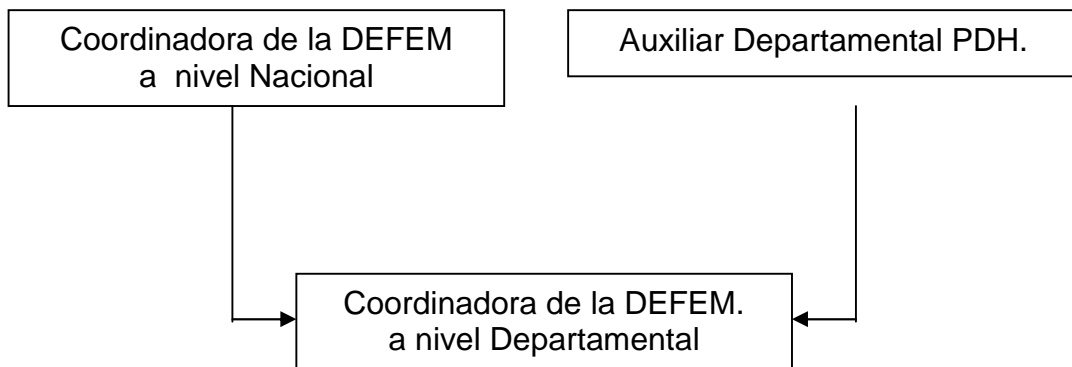 Coordinadora de la DEFEM
a nivel Nacional
Auxiliar Departamental PDH.
Coordinadora de la DEFEM.
a nivel Departamental